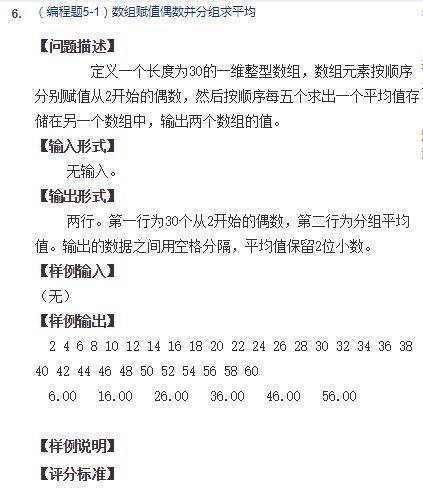 6. （编程题5-1）数组赋值偶数并分组求平均
【问题描述】
定义一个长度为30的一维整型数组，数组元素按顺序
分别赋值从2开始的偶数，然后按顺序每五个求出一个平均值存
储在另一个数组中，输出两个数组的值。
【输入形式】
无输入。
【输出形式】
两行。第一行为30个从2开始的偶数，第二行为分组平均
值。输出的数据之间用空格分隔，平均值保留2位小数。
【样例输入】
（无）
【样例输出】
2 4 6 8 10 12 14 16 18 20 22 24 26 28 30 32 34 36 38
40 42 44 46 48 50 52 54 56 58 60
6.00 16.00 26.00 36.00 46.00 56.00
【样例说明】
【评分标准】